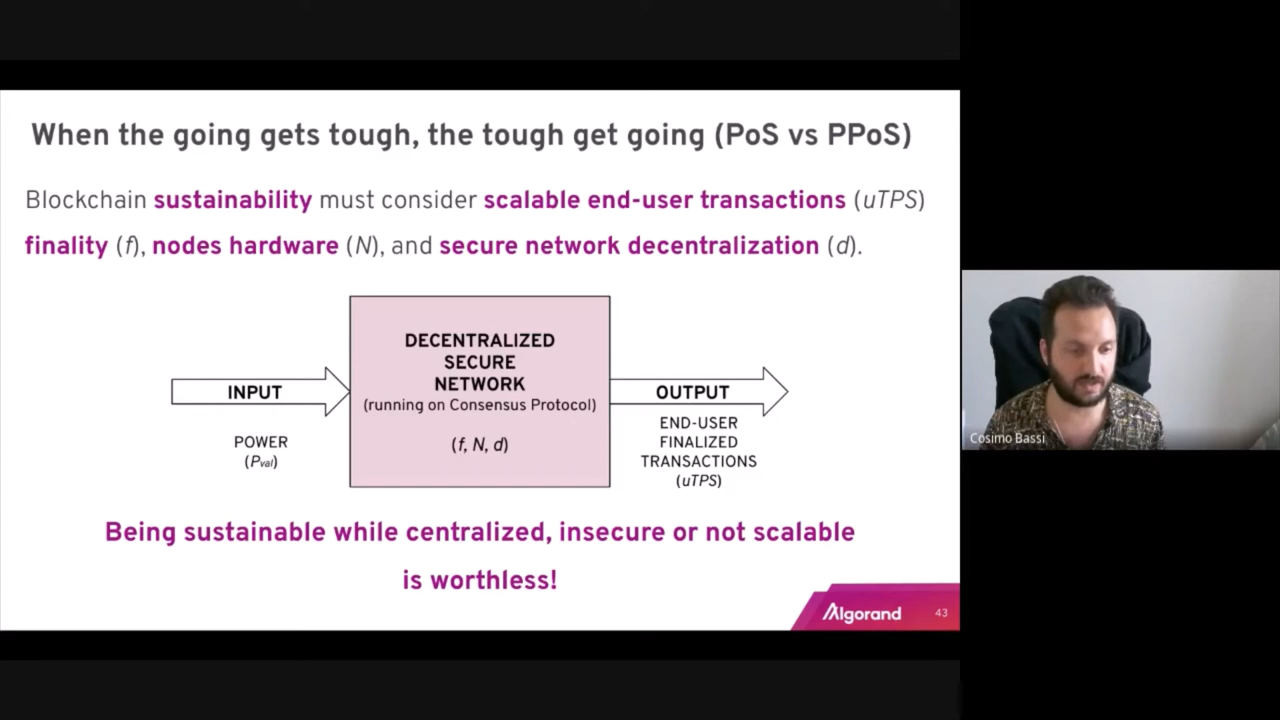 When the going gets tough, the tough get going (PoS vs PPoS)
Blockchain sustainability must consider scalable end-user transactions (uTPS)
finality (f), nodes hardware (N), and secure network decentralization (d).
DECENTRALIZED
SECURE
NETWORK
(running on Consensus Protocol)
(f, N, d)
INPUT
POWER
(Pval)
OUTPUT
END-USER
FINALIZED
TRANSACTIONS
(uTPS)
Being sustainable while centralized, insecure or not scalable
is worthless!
Algorand
43
Cosimo Bassi